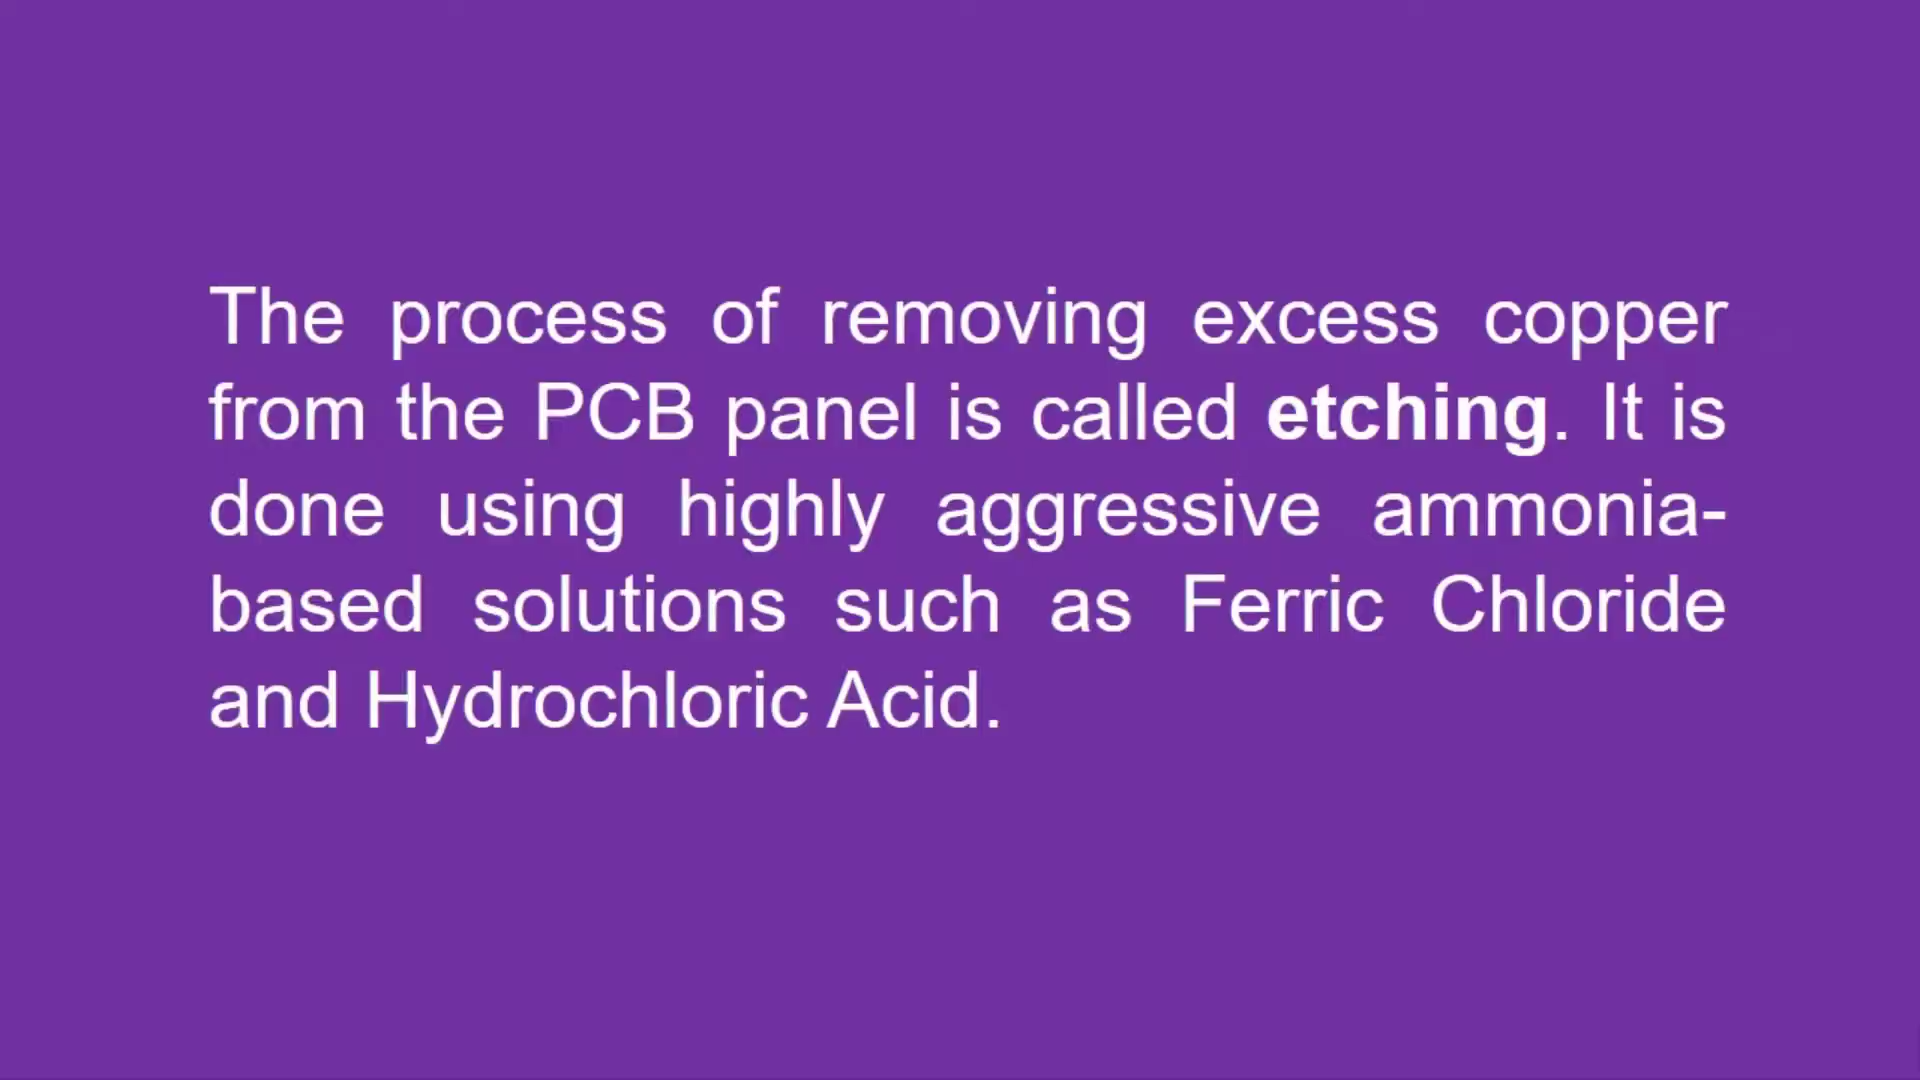 The process of removing excess copper
from the PCB panel is called etching. It is
done using highly aggressive ammonia-
based solutions such as Ferric Chloride
and Hydrochloric Acid.